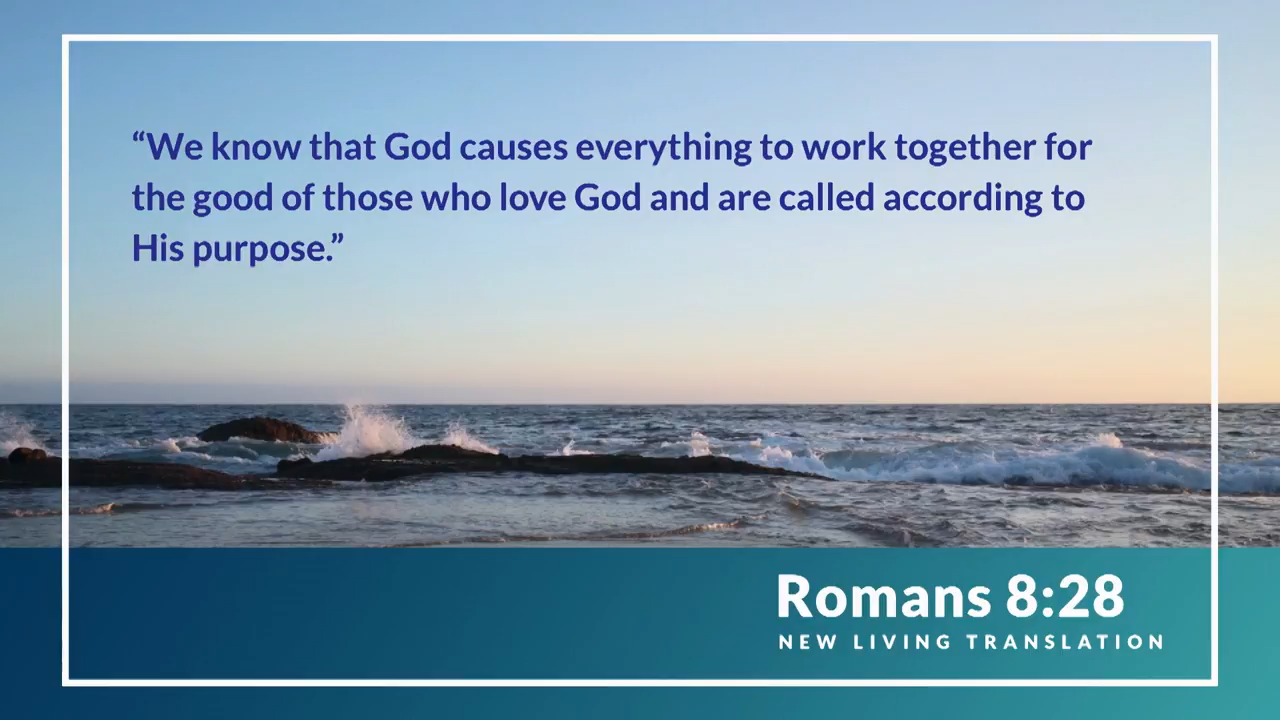 “We know that God causes everything to work together for
the good of those who love God and are called according to
His purpose.”
Romans 8:28
NEW LIVING TRANSLATION